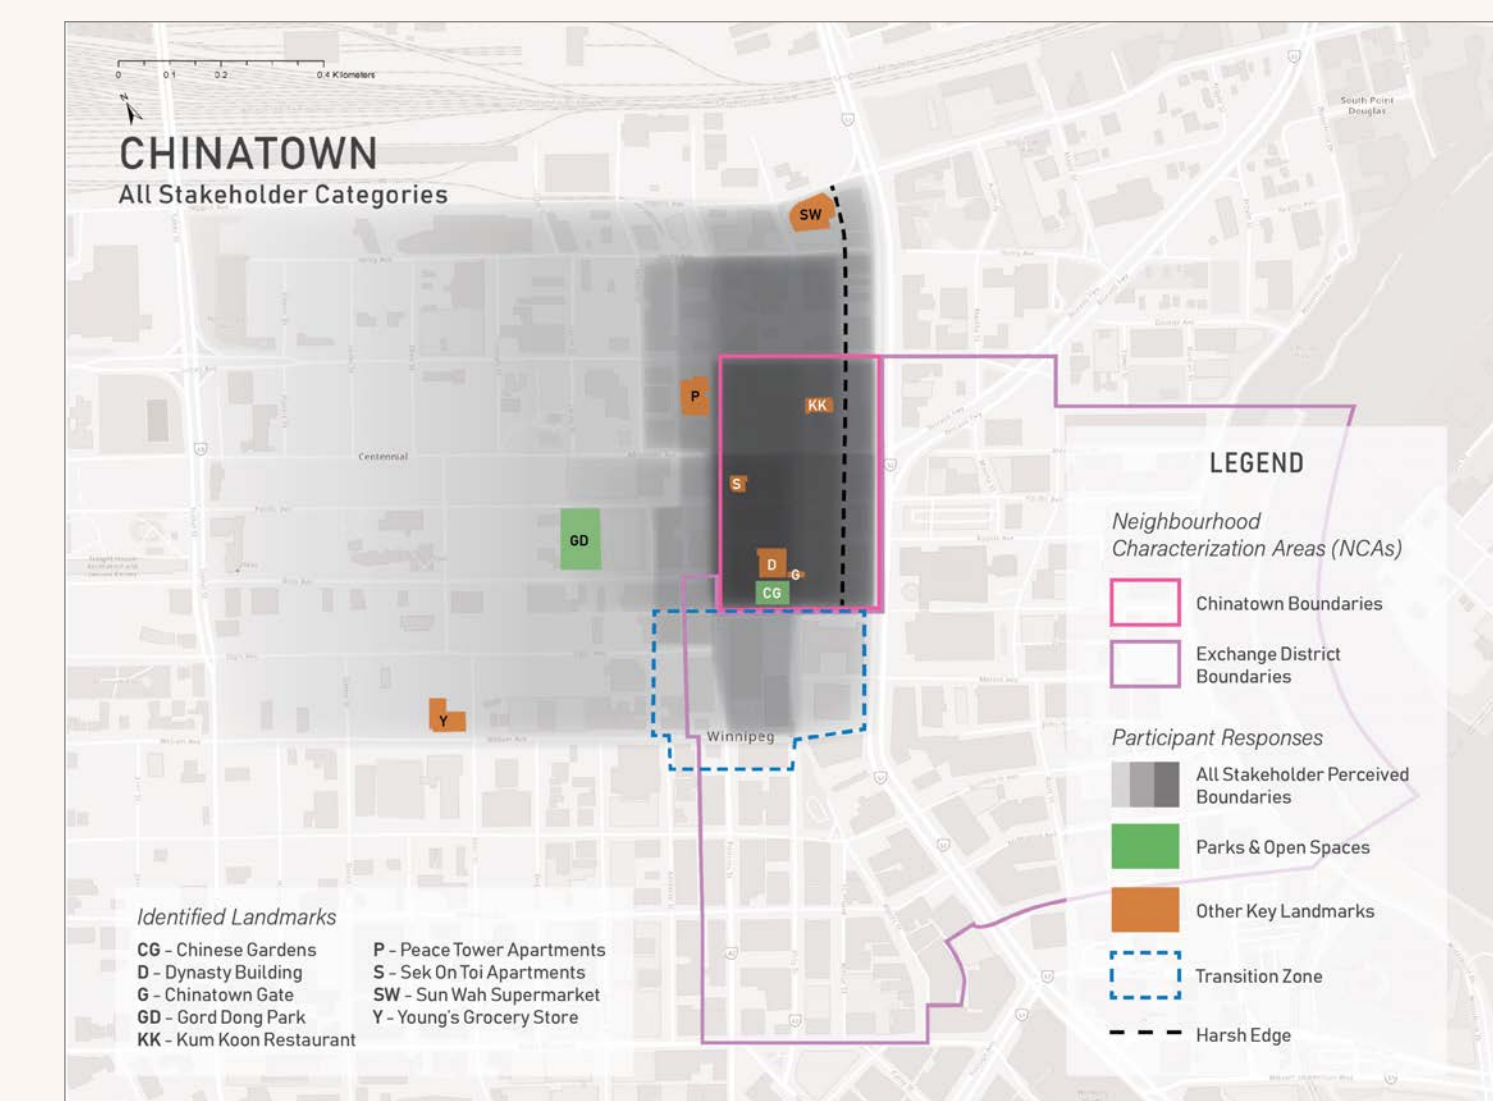 0 0.1 0.2 0.4 Kilometers
N
CHINATOWN
All Stakeholder Categories
South Point
Douglas
SW
P
KK
Centennial
S
GD
D
G
CG
Y
Winnipeg
William Ave
William Ave
LEGEND
Neighbourhood
Characterization Areas (NCAs)
Chinatown Boundaries
Exchange District
Boundaries
Participant Responses
All Stakeholder Perceived
Boundaries
Parks & Open Spaces
Other Key Landmarks
Transition Zone
Harsh Edge
Identified Landmarks
CG - Chinese Gardens
D - Dynasty Building
G - Chinatown Gate
GD - Gord Dong Park
KK - Kum Koon Restaurant
P - Peace Tower Apartments
S - Sek On Toi Apartments
SW - Sun Wah Supermarket
Y - Young's Grocery Store